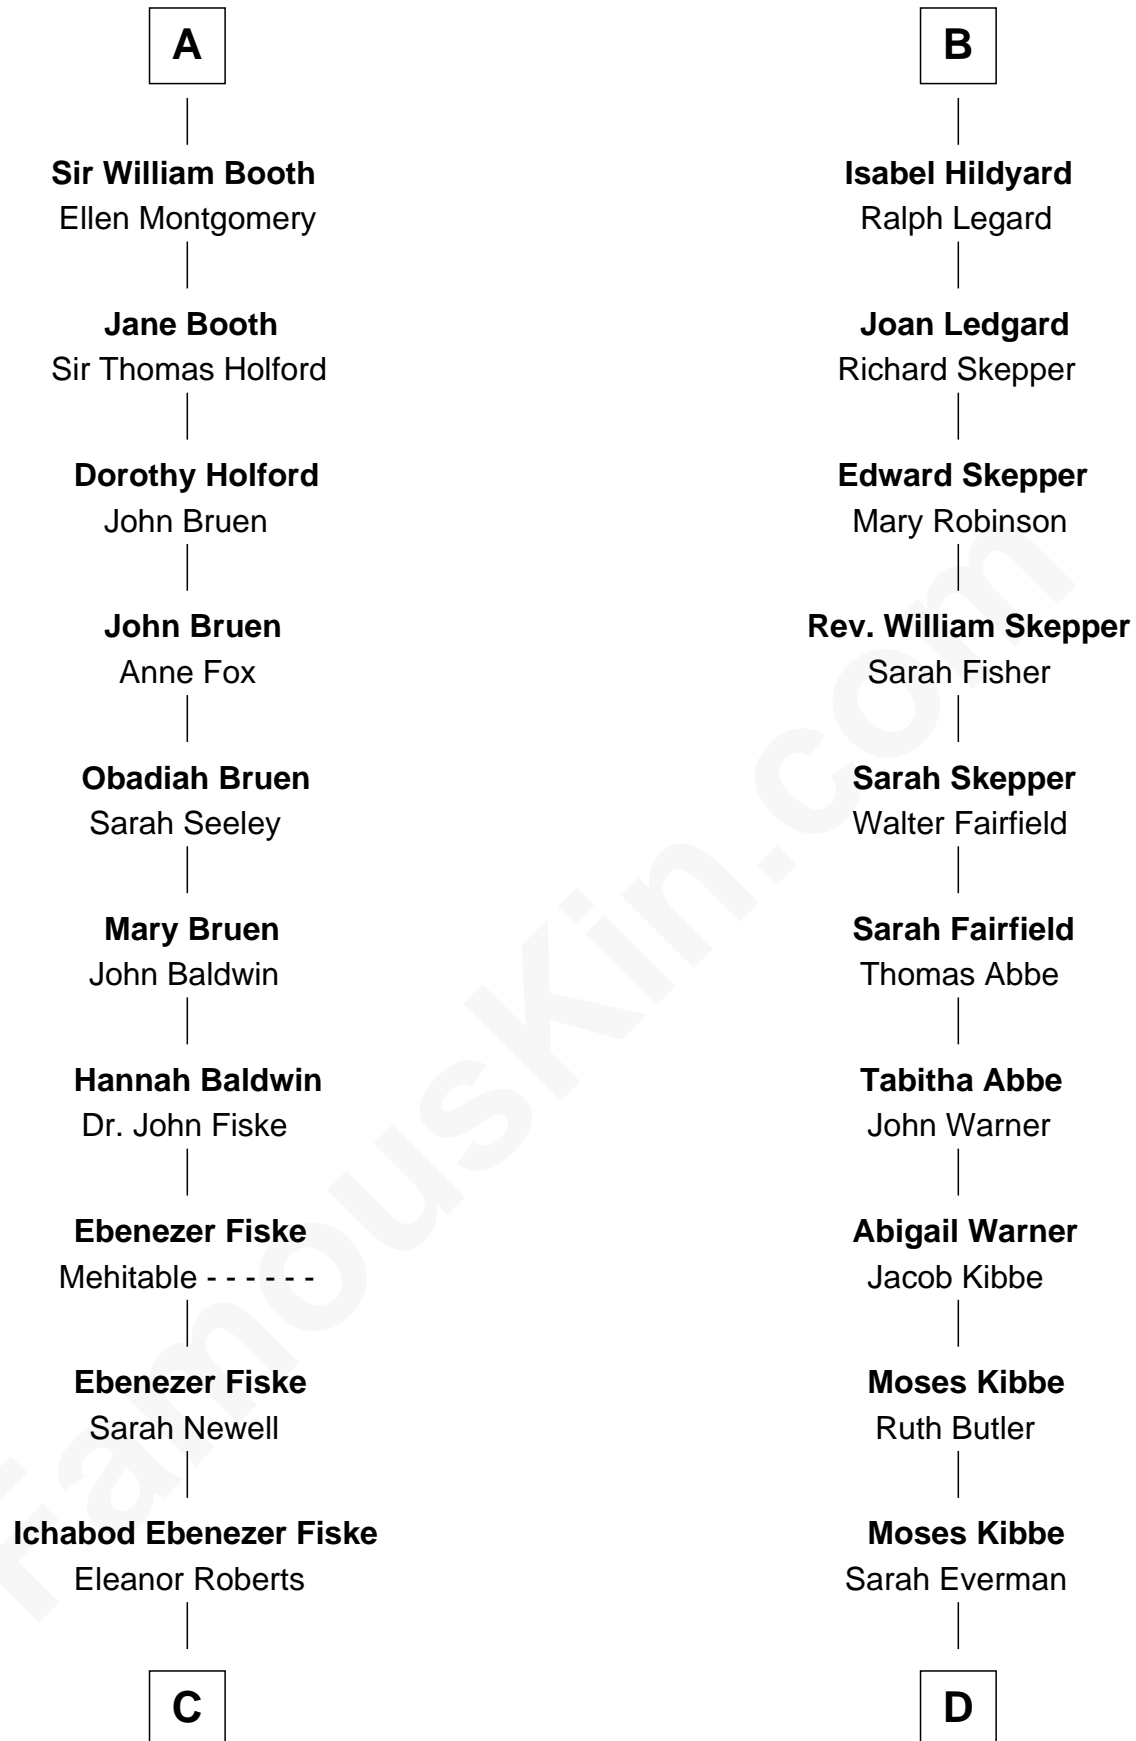 A
Sir William Booth
Ellen Montgomery
Jane Booth
Sir Thomas Holford
Dorothy Holford
John Bruen
John Bruen
Anne Fox
Obadiah Bruen
Sarah Seeley
Mary Bruen
John Baldwin
Hannah Baldwin
Dr. John Fiske
Ebenezer Fiske
Mehitable - - - - - -
Ebenezer Fiske
Sarah Newell
Ichabod Ebenezer Fiske
Eleanor Roberts
C
B
Isabel Hildyard
Ralph Legard
Joan Ledgard
Richard Skepper
Edward Skepper
Mary Robinson
Rev. William Skepper
Sarah Fisher
Sarah Skepper
Walter Fairfield
Sarah Fairfield
Thomas Abbe
Tabitha Abbe
John Warner
Abigail Warner
Jacob Kibbe
Moses Kibbe
Ruth Butler
Moses Kibbe
Sarah Everman
D
FamousKin.com